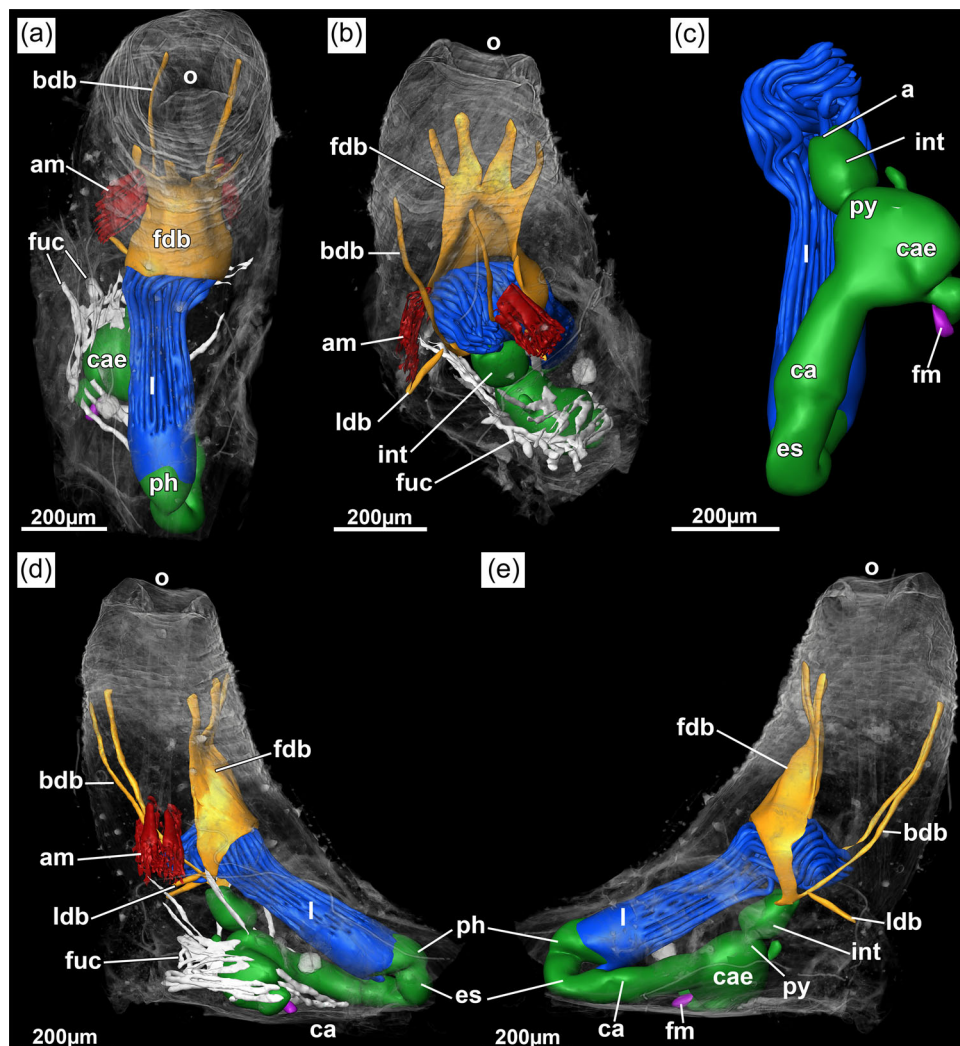 (a)
o
bdb
am
fdb
fuc
cae
l
ph
200µm
(b)
o
fdb
bdb
am
ldb
int
fuc
200µm
(c)
a
int
py
l
cae
fm
ca
es
200µm
(d)
o
fdb
bdb
am
l
ldb
ph
fuc
es
ca
200µm
(e)
o
fdb
bdb
l
ldb
ph
int
cae
py
es
ca
fm
200µm